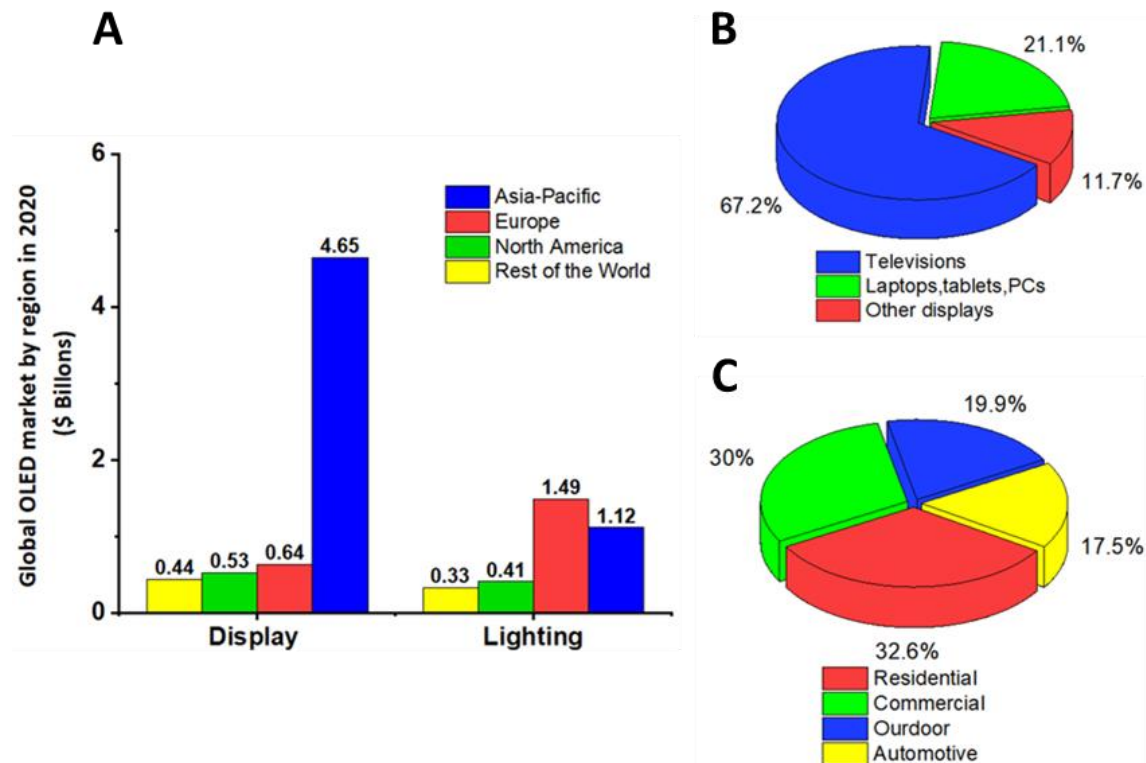 A
Global OLED market by region in 2020
($ Billons)
6
4
2
0
Asia-Pacific
Europe
North America
Rest of the World
0.44
0.53
0.64
4.65
0.33
0.41
1.49
1.12
Display
Lighting
B
21.1%
11.7%
67.2%
Televisions
Laptops,tablets,PCs
Other displays
C
19.9%
30%
17.5%
32.6%
Residential
Commercial
Ourdoor
Automotive